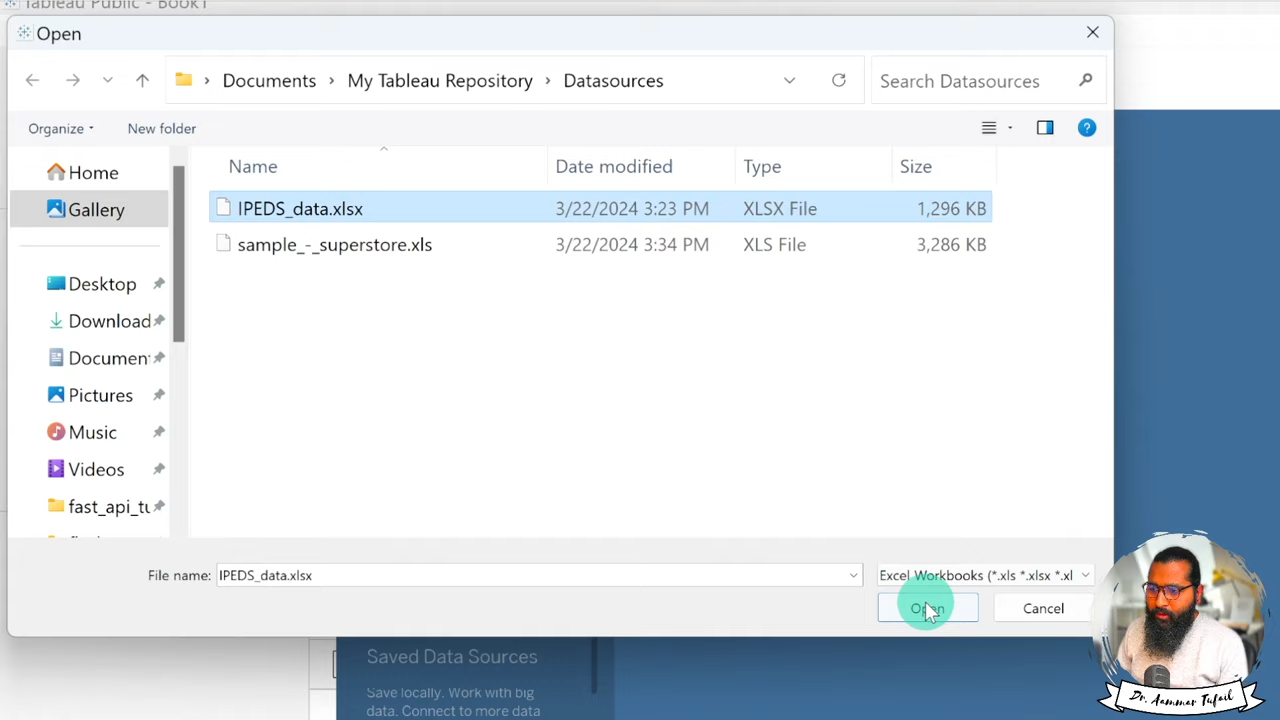 Tableau Public - Book1
Open
Documents > My Tableau Repository > Datasources
Search Datasources
Organize
New folder
Name
Date modified
Type
Size
Home
Gallery
IPEDS_data.xlsx 3/22/2024 3:23 PM XLSX File 1,296 KB
sample_-_superstore.xls 3/22/2024 3:34 PM XLS File 3,286 KB
Desktop
Download
Document
Pictures
Music
Videos
fast_api_tu
File name: IPEDS_data.xlsx
Excel Workbooks (*.xls *.xlsx *.xl
Open
Cancel
Saved Data Sources
Save locally. Work with big
data. Connect to more data
Dr. Aammar Tufail